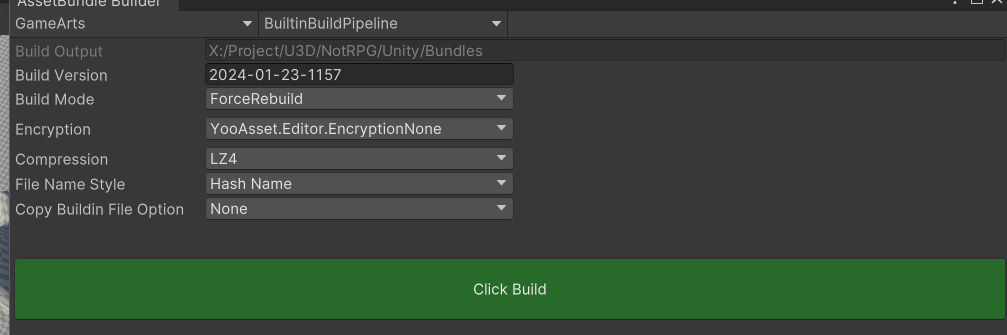 AssetBundle Builder
GameArts BuiltinBuildPipeline
Build Output X:/Project/U3D/NotRPG/Unity/Bundles
Build Version 2024-01-23-1157
Build Mode ForceRebuild
Encryption YooAsset.Editor.EncryptionNone
Compression LZ4
File Name Style Hash Name
Copy Buildin File Option None
Click Build